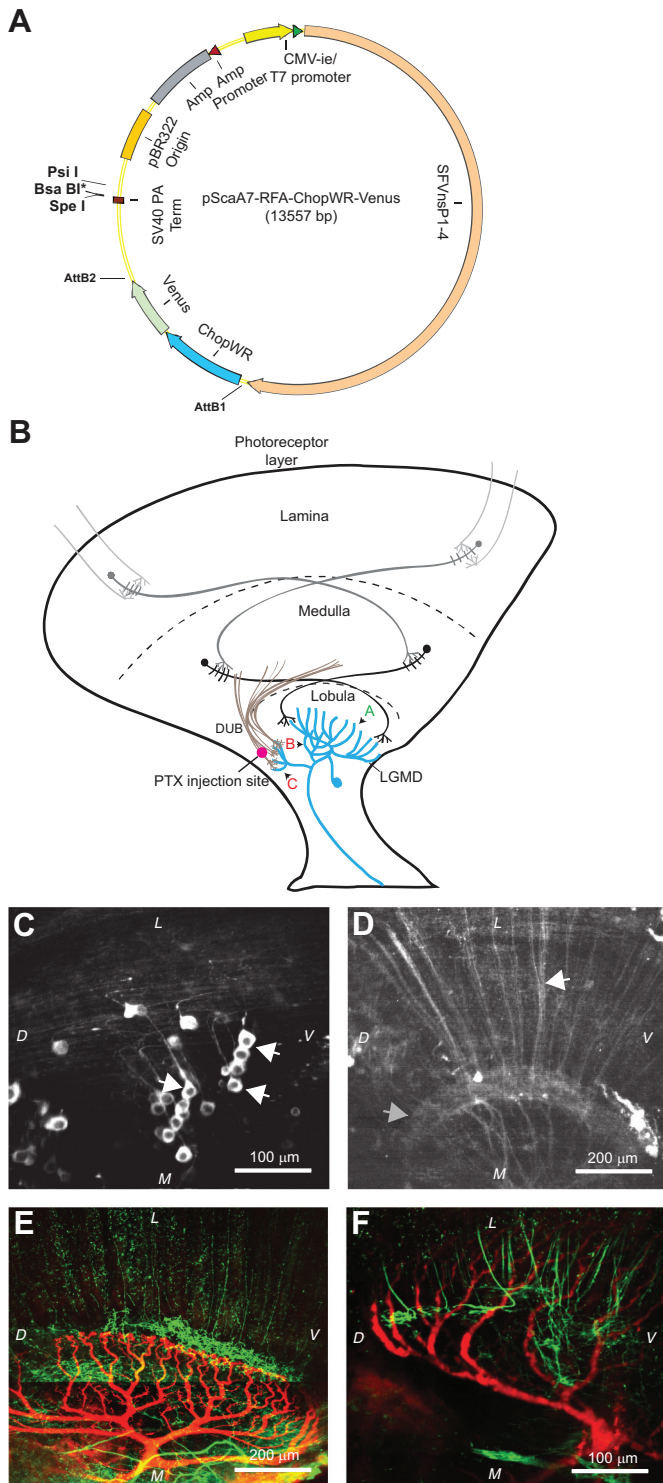 A
CMV-ie/
T7 promoter
Amp
Promoter
Amp
pBR322
Origin
Psi I
Bsa BI*
Spe I
SV40 PA
Term
pScaA7-RFA-ChopWR-Venus
(13557 bp)
SFVnsP1-4
AttB2
Venus
ChopWR
AttB1
B
Photoreceptor
layer
Lamina
Medulla
Lobula
A
DUB
B
PTX injection site
C
LGMD
C
L
D
V
M
100 µm
D
L
D
V
M
200 µm
E
L
D
V
M
200 µm
F
L
D
V
M
100 µm